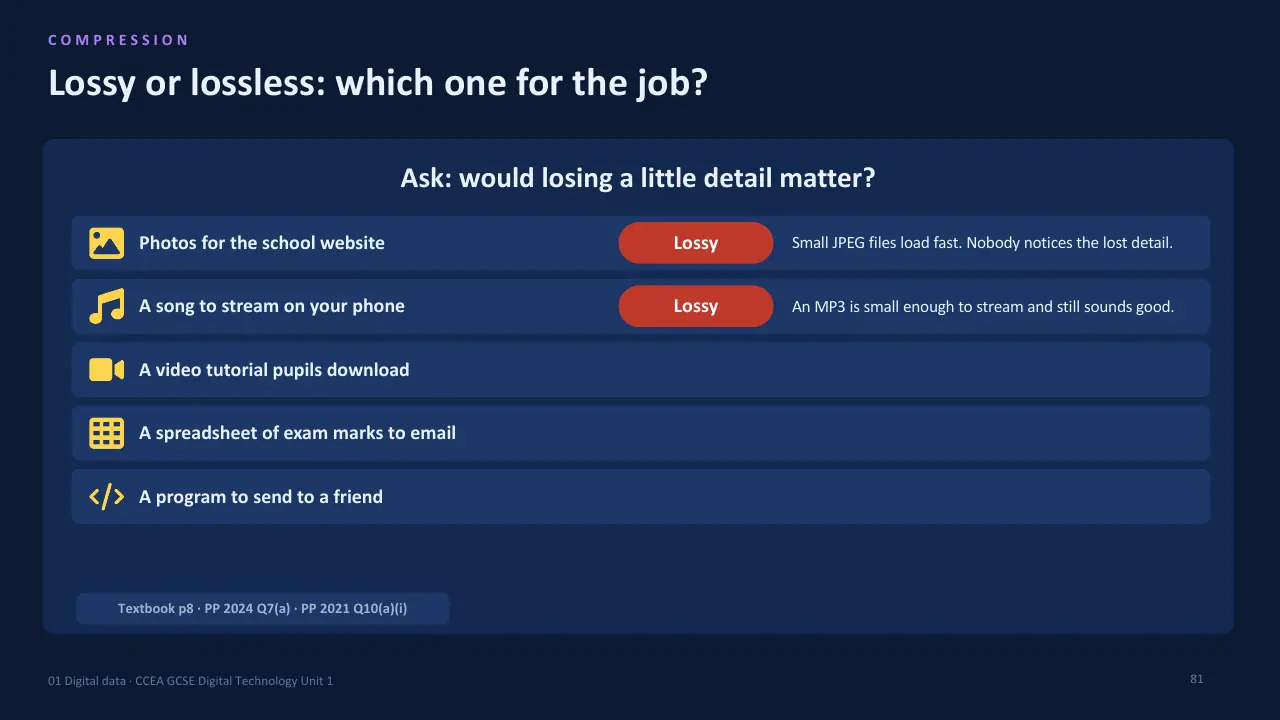 COMPRESSION
Lossy or lossless: which one for the job?
Ask: would losing a little detail matter?
Photos for the school website
Lossy
Small JPEG files load fast. Nobody notices the lost detail.
A song to stream on your phone
Lossy
An MP3 is small enough to stream and still sounds good.
A video tutorial pupils download
A spreadsheet of exam marks to email
A program to send to a friend
Textbook p8 · PP 2024 Q7(a) · PP 2021 Q10(a)(i)
01 Digital data · CCEA GCSE Digital Technology Unit 1
81